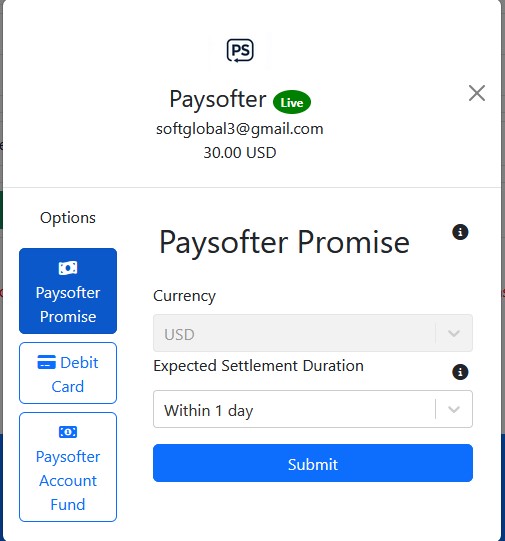 PS
Paysofter Live
softglobal3@gmail.com
30.00 USD
Options
Paysofter
Promise
Debit
Card
Paysofter
Account
Fund
Paysofter Promise
Currency
USD
Expected Settlement Duration
Within 1 day
Submit